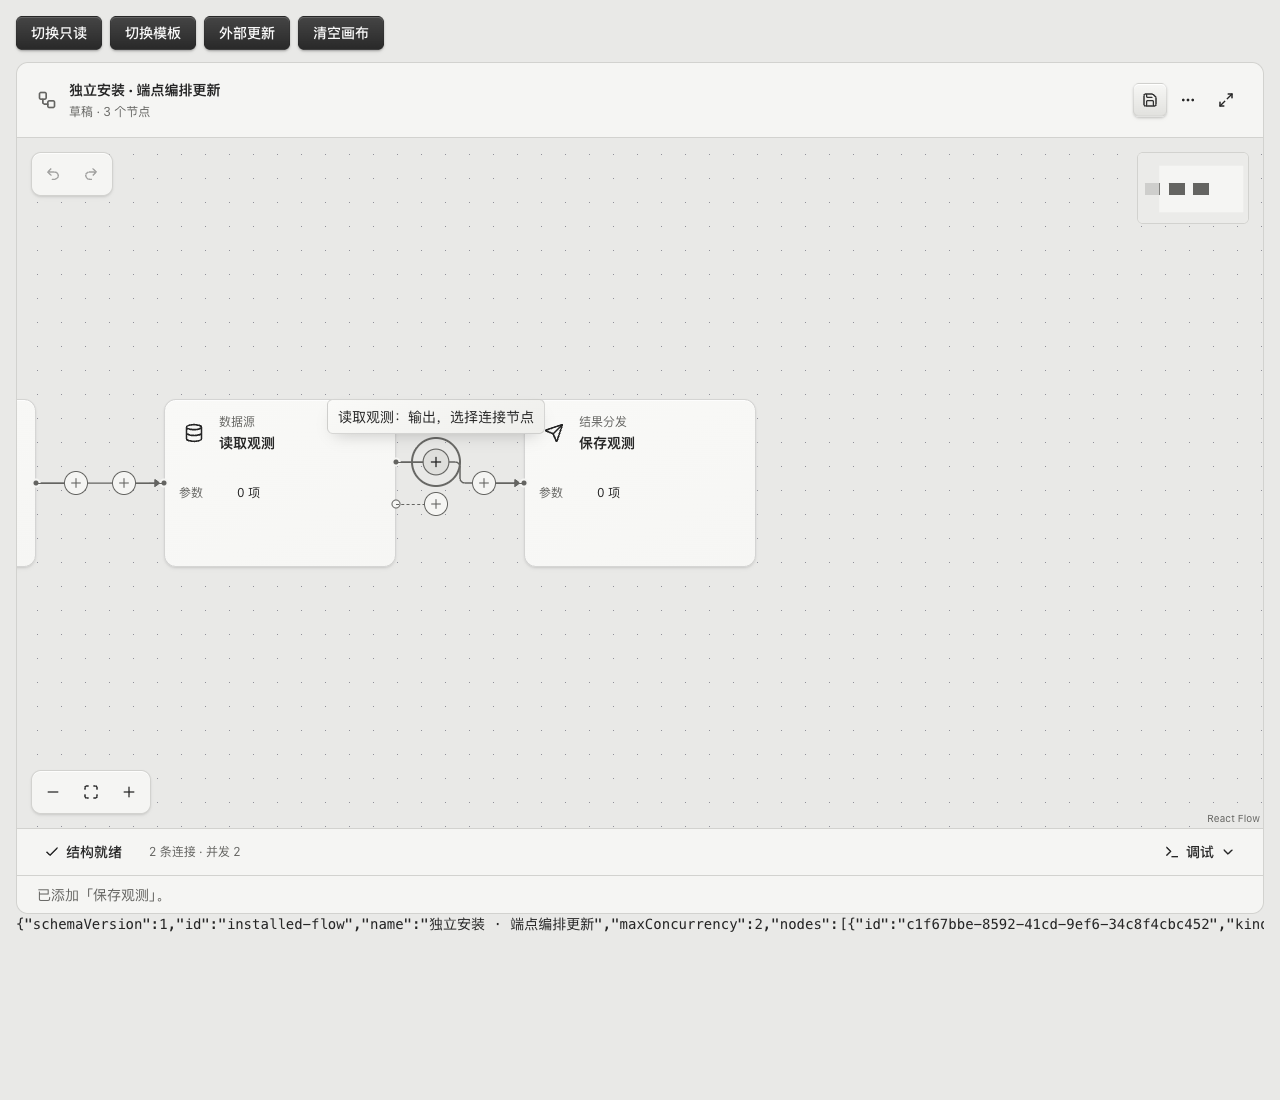 切换只读 切换模板 外部更新 清空画布
独立安装 · 端点编排更新
草稿 · 3 个节点
数据源
读取观测：输出，选择连接节点
结果分发
读取观测
保存观测
参数 0 项
参数 0 项
React Flow
结构就绪 2 条连接 · 并发 2 调试
已添加「保存观测」。
{"schemaVersion":1,"id":"installed-flow","name":"独立安装 · 端点编排更新","maxConcurrency":2,"nodes":[{"id":"c1f67bbe-8592-41cd-9ef6-34c8f4cbc452","kind